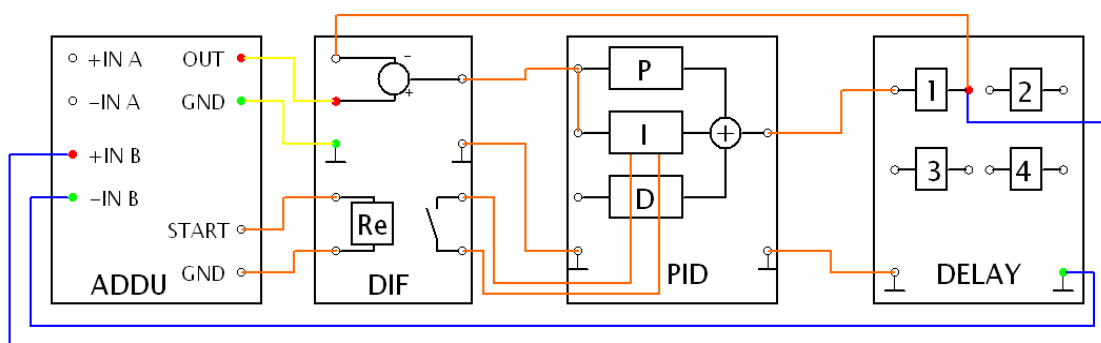 +IN A OUT
−IN A GND
+IN B
−IN B
START
GND
ADDU
-
+
Re
DIF
P
I
+
D
PID
1 2
3 4
DELAY